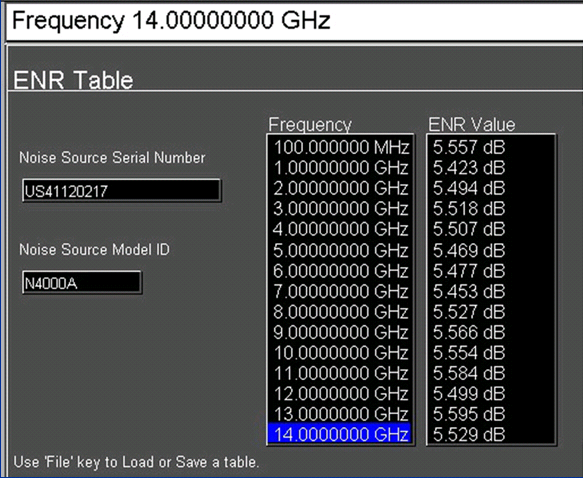 Frequency 14.00000000 GHz
ENR Table
Frequency ENR Value
100.000000 MHz 5.557 dB
1.00000000 GHz 5.423 dB
2.00000000 GHz 5.494 dB
3.00000000 GHz 5.518 dB
4.00000000 GHz 5.507 dB
5.00000000 GHz 5.469 dB
6.00000000 GHz 5.477 dB
7.00000000 GHz 5.453 dB
8.00000000 GHz 5.527 dB
9.00000000 GHz 5.566 dB
10.0000000 GHz 5.554 dB
11.0000000 GHz 5.584 dB
12.0000000 GHz 5.499 dB
13.0000000 GHz 5.595 dB
14.0000000 GHz 5.529 dB
Noise Source Serial Number
US41120217
Noise Source Model ID
N4000A
Use 'File' key to Load or Save a table.